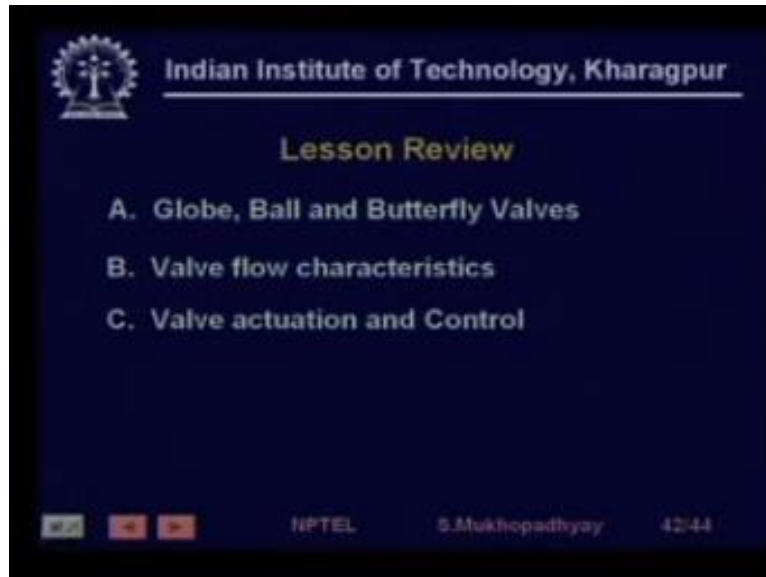 Indian Institute of Technology, Kharagpur
Lesson Review
A. Globe, Ball and Butterfly Valves
B. Valve flow characteristics
C. Valve actuation and Control
NPTEL S.Mukhopadhyay 42/44